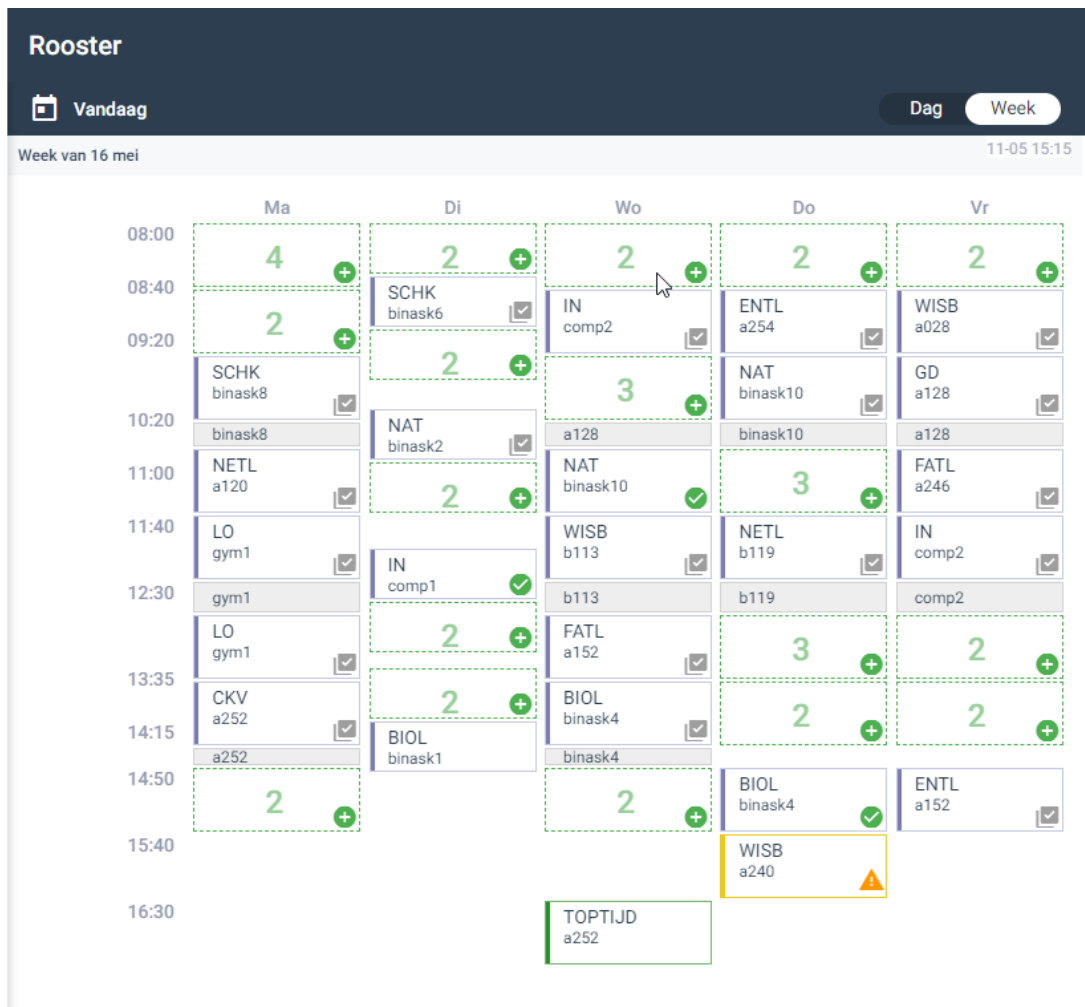 Rooster
Vandaag
Dag Week
Week van 16 mei
11-05 15:15
Ma Di Wo Do Vr
08:00
08:40
09:20
10:20
11:00
11:40
12:30
13:35
14:15
14:50
15:40
16:30
4
2
SCHK
binask8
binask8
NETL
a120
LO
gym1
gym1
LO
gym1
CKV
a252
a252
2
2
SCHK
binask6
2
NAT
binask2
2
IN
comp1
2
2
BIOL
binask1
2
IN
comp2
3
a128
NAT
binask10
WISB
b113
b113
FATL
a152
BIOL
binask4
binask4
2
TOPTIJD
a252
2
ENTL
a254
NAT
binask10
binask10
3
NETL
b119
b119
3
2
BIOL
binask4
WISB
a240
2
WISB
a028
GD
a128
a128
FATL
a246
IN
comp2
comp2
2
2
ENTL
a152